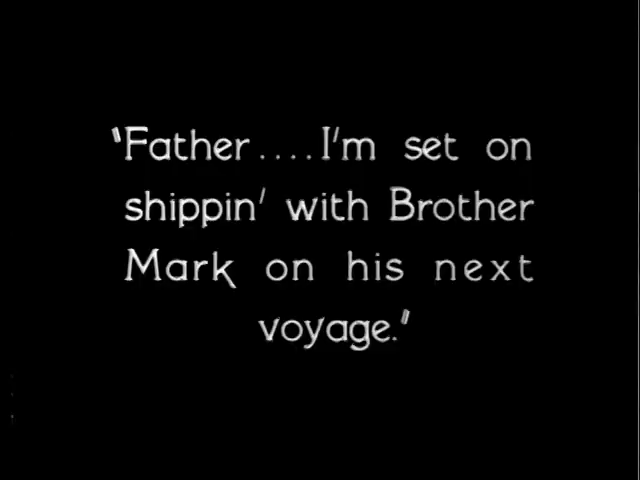 "Father....I'm set on
shippin' with Brother
Mark on his next
voyage."